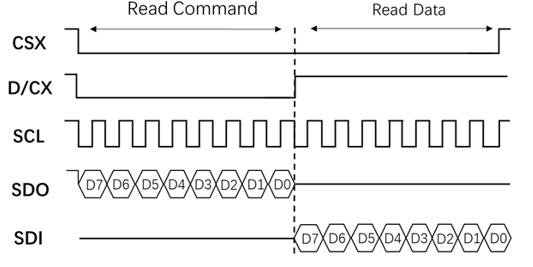 Read Command Read Data
CSX
D/CX
SCL
SDO D7 D6 D5 D4 D3 D2 D1 D0
SDI D7 D6 D5 D4 D3 D2 D1 D0